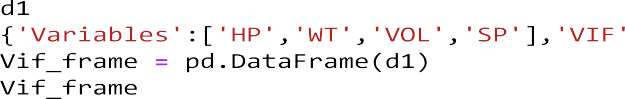 d1
{'Variables':['HP','WT','VOL','SP'],'VIF'
Vif_frame = pd.DataFrame(d1)
Vif_frame